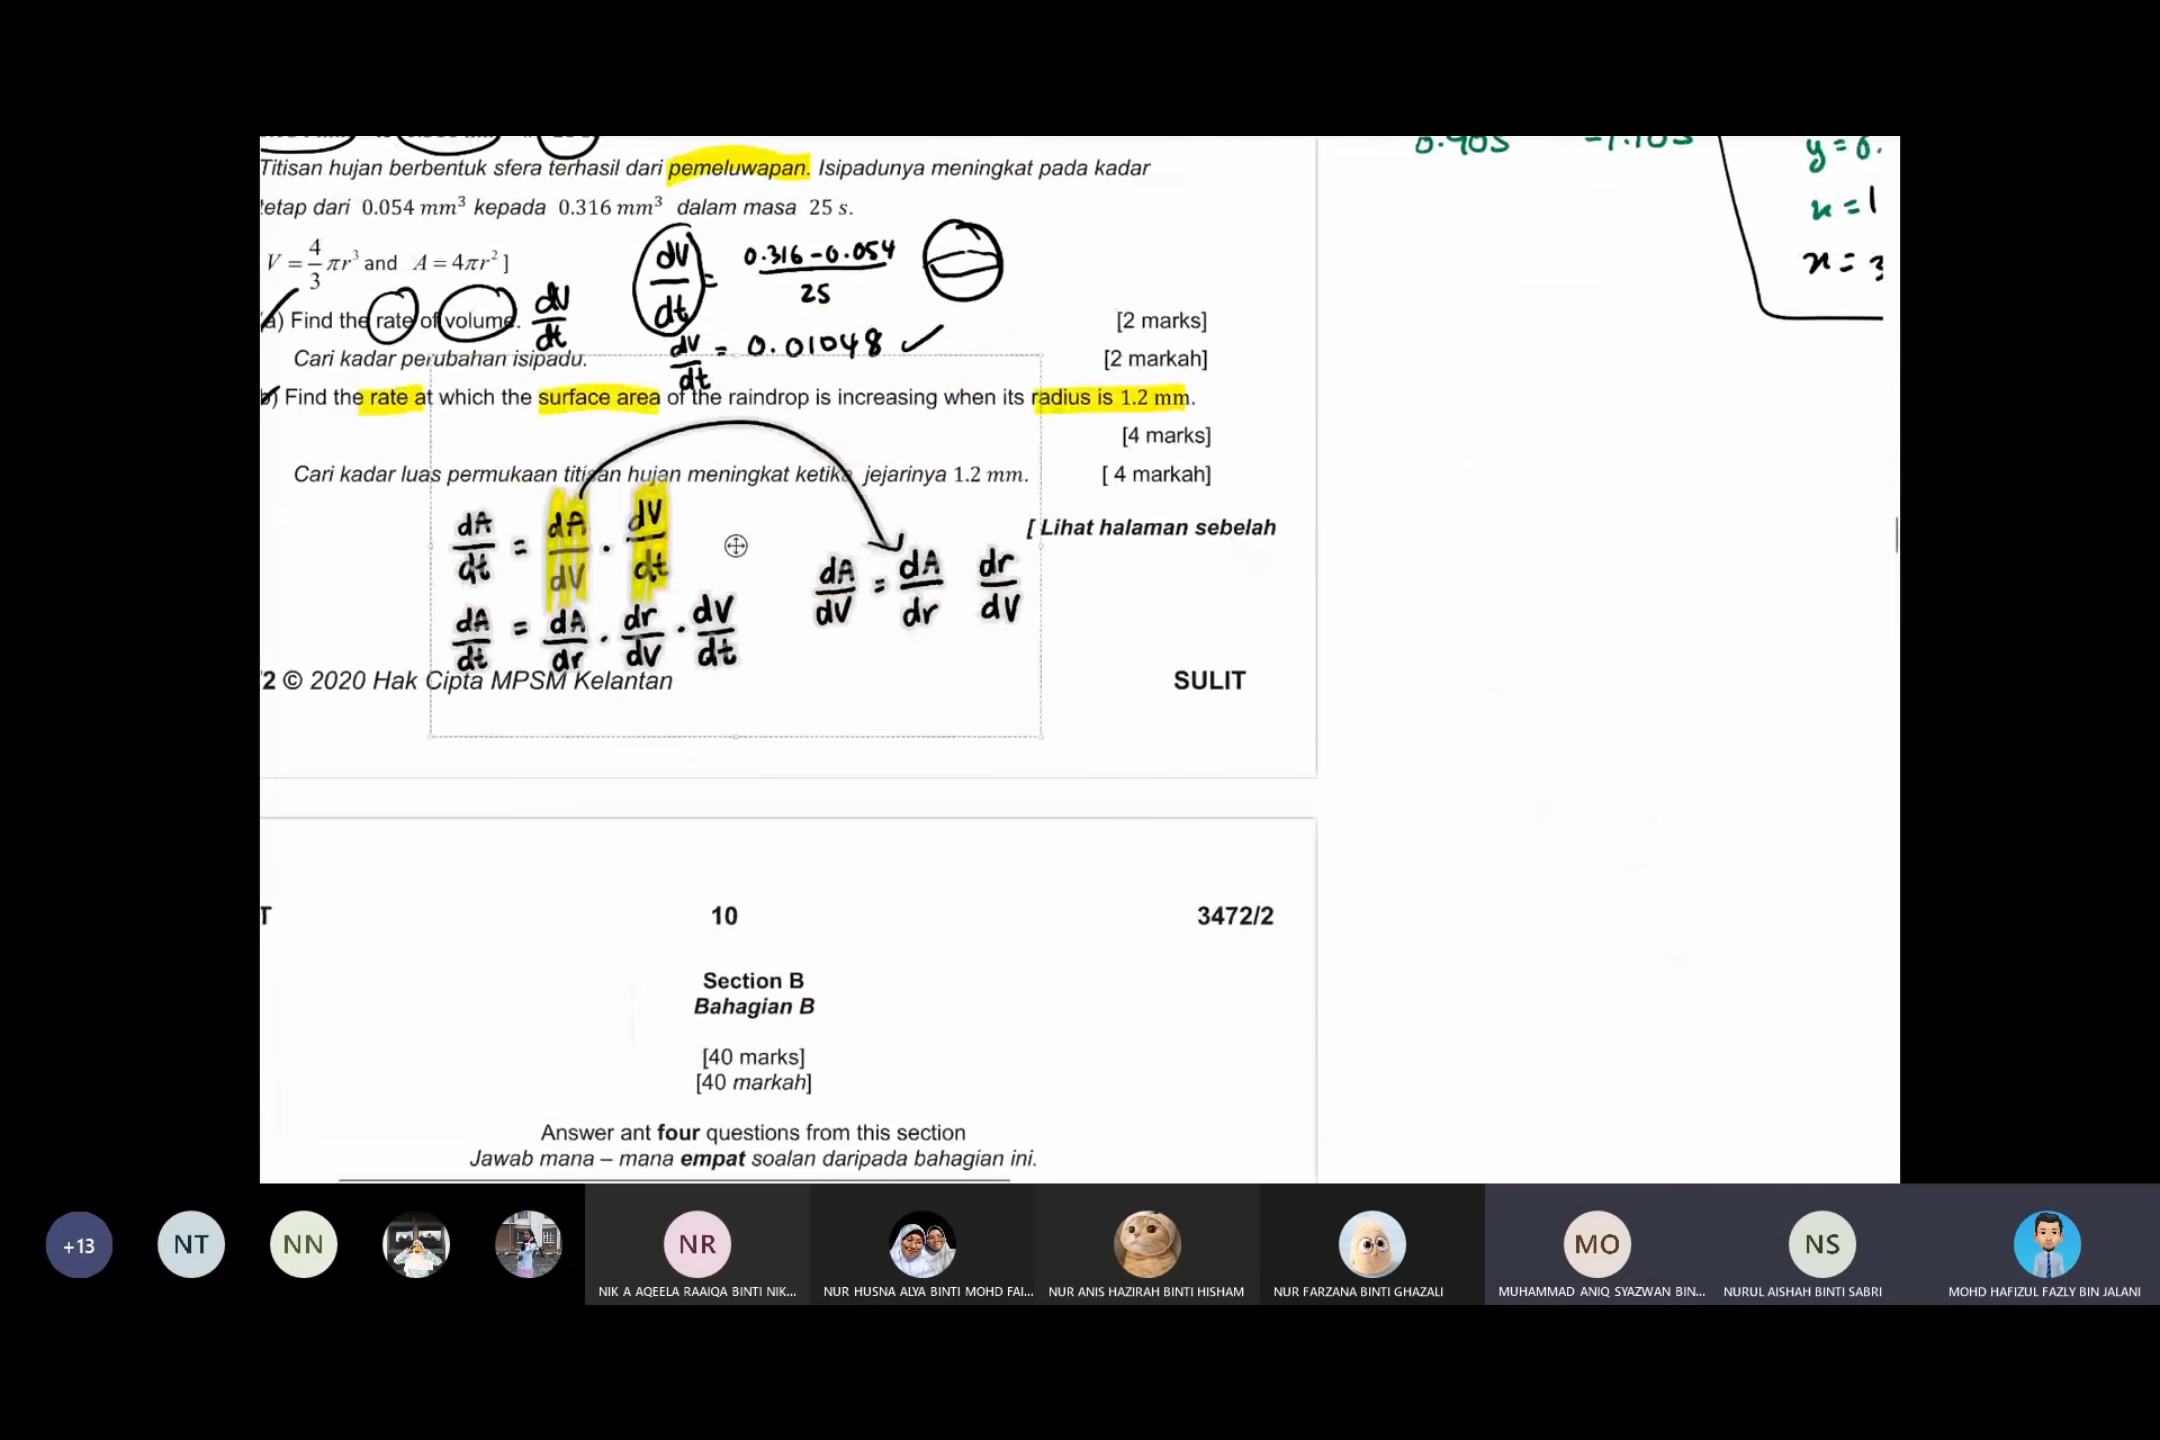 Titisan hujan berbentuk sfera terhasil dari pemeluwapan. Isipadunya meningkat pada kadar
tetap dari 0.054 mm³ kepada 0.316 mm³ dalam masa 25 s.
V = 4/3 πr³ and A = 4πr² ]
dV/dt = (0.316 - 0.054)/25
a) Find the rate of volume. dV/dt [2 marks]
dV/dt = 0.01048 ✓
Cari kadar perubahan isipadu. [2 markah]
b) Find the rate at which the surface area of the raindrop is increasing when its radius is 1.2 mm.
[4 marks]
Cari kadar luas permukaan titisan hujan meningkat ketika jejarinya 1.2 mm. [ 4 markah]
[ Lihat halaman sebelah
dA/dt = dA/dV · dV/dt
dA/dV = dA/dr dr/dV
dA/dt = dA/dr · dr/dV · dV/dt
2 © 2020 Hak Cipta MPSM Kelantan SULIT
0.905 -7.105
y = 0.
x = 1
x = 3
T 10 3472/2
Section B
Bahagian B
[40 marks]
[40 markah]
Answer ant four questions from this section
Jawab mana – mana empat soalan daripada bahagian ini.
+13
NT
NN
NR
MO
NS
NIK A AQEELA RAAIQA BINTI NIK...
NUR HUSNA ALYA BINTI MOHD FAI...
NUR ANIS HAZIRAH BINTI HISHAM
NUR FARZANA BINTI GHAZALI
MUHAMMAD ANIQ SYAZWAN BIN...
NURUL AISHAH BINTI SABRI
MOHD HAFIZUL FAZLY BIN JALANI